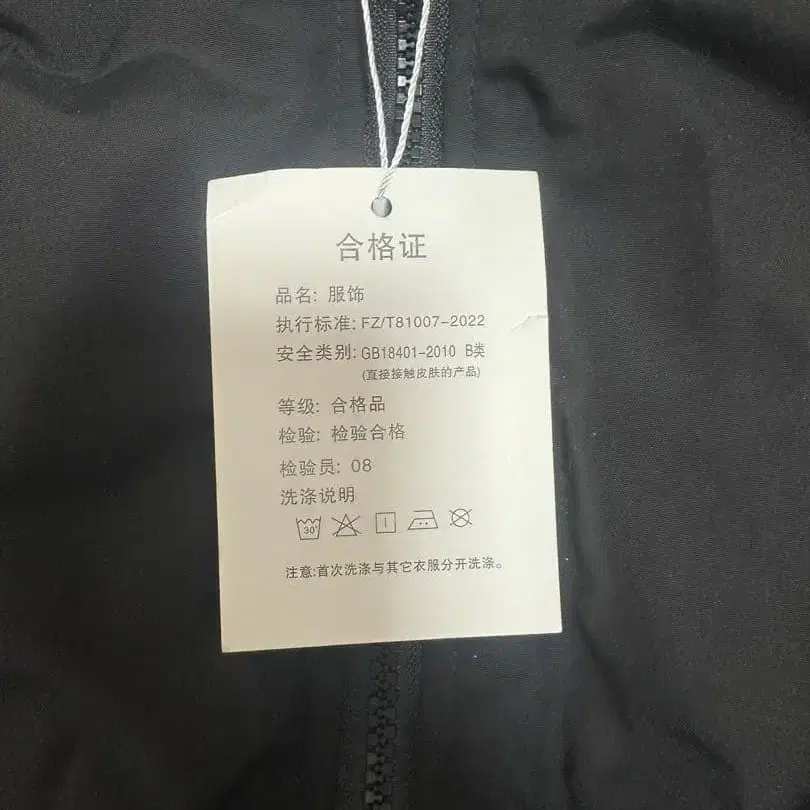 合格证
品名: 服饰
执行标准: FZ/T81007-2022
安全类别: GB18401-2010 B类
(直接接触皮肤的产品)
等级: 合格品
检验: 检验合格
检验员: 08
洗涤说明
30°
注意:首次洗涤与其它衣服分开洗涤。